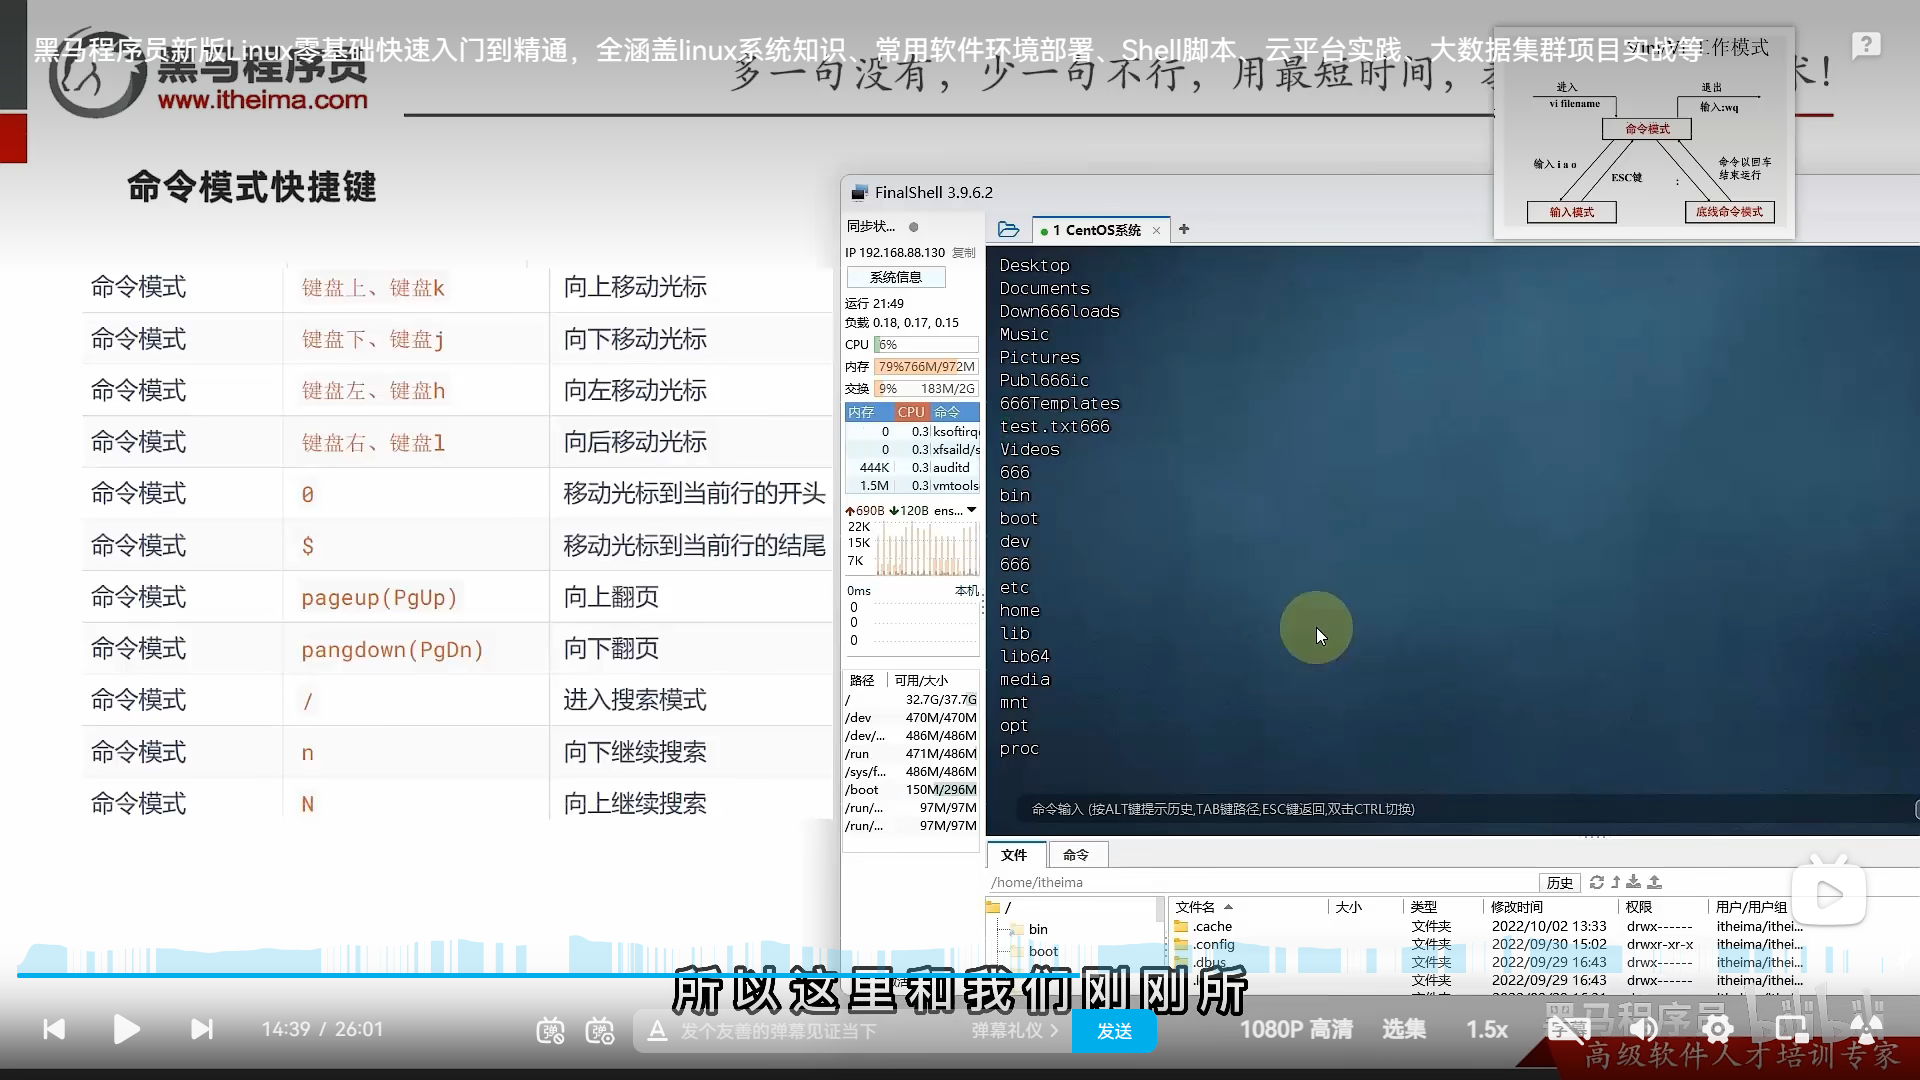 黑马程序员新版Linux零基础快速入门到精通，全涵盖linux系统知识、常用软件环境部署、Shell脚本、云平台实践、大数据集群项目实战等
黑马程序员
www.itheima.com
多一句没有，少一句不行，用最短时间，
术！
工作模式
进入
vi filename
退出
输入:wq
命令模式
输入 i a o
ESC键
:
命令以回车
结束运行
输入模式
底线命令模式
命令模式快捷键
命令模式 键盘上、键盘k 向上移动光标
命令模式 键盘下、键盘j 向下移动光标
命令模式 键盘左、键盘h 向左移动光标
命令模式 键盘右、键盘l 向后移动光标
命令模式 0 移动光标到当前行的开头
命令模式 $ 移动光标到当前行的结尾
命令模式 pageup(PgUp) 向上翻页
命令模式 pangdown(PgDn) 向下翻页
命令模式 / 进入搜索模式
命令模式 n 向下继续搜索
命令模式 N 向上继续搜索
FinalShell 3.9.6.2
同步状...
IP 192.168.88.130 复制
系统信息
运行 21:49
负载 0.18, 0.17, 0.15
CPU 6%
内存 79% 766M/972M
交换 9% 183M/2G
内存 CPU 命令
0 0.3 ksoftirq
0 0.3 xfsaild/s
444K 0.3 auditd
1.5M 0.3 vmtools
690B 120B ens...
22K
15K
7K
0ms 本机
0
0
0
路径 可用/大小
/ 32.7G/37.7G
/dev 470M/470M
/dev/... 486M/486M
/run 471M/486M
/sys/f... 486M/486M
/boot 150M/296M
/run/... 97M/97M
/run/... 97M/97M
1 CentOS系统 × +
Desktop
Documents
Down666loads
Music
Pictures
Publ666ic
666Templates
test.txt666
Videos
666
bin
boot
dev
666
etc
home
lib
lib64
media
mnt
opt
proc
命令输入 (按ALT键提示历史,TAB键路径,ESC键返回,双击CTRL切换)
文件 命令
/home/itheima 历史
/
bin
boot
文件名 大小 类型 修改时间 权限 用户/用户组
.cache 文件夹 2022/10/02 13:33 drwx------ itheima/ithei...
.config 文件夹 2022/09/30 15:02 drwxr-xr-x itheima/ithei...
.dbus 文件夹 2022/09/29 16:43 drwx------ itheima/ithei...
文件夹 2022/09/29 16:43 drwx------ itheima/ithei...
所以这里和我们刚刚所
14:39 / 26:01
发个友善的弹幕见证当下
弹幕礼仪 >
发送
1080P 高清
选集
1.5x
字幕
黑马程序员
bilibili
高级软件人才培训专家